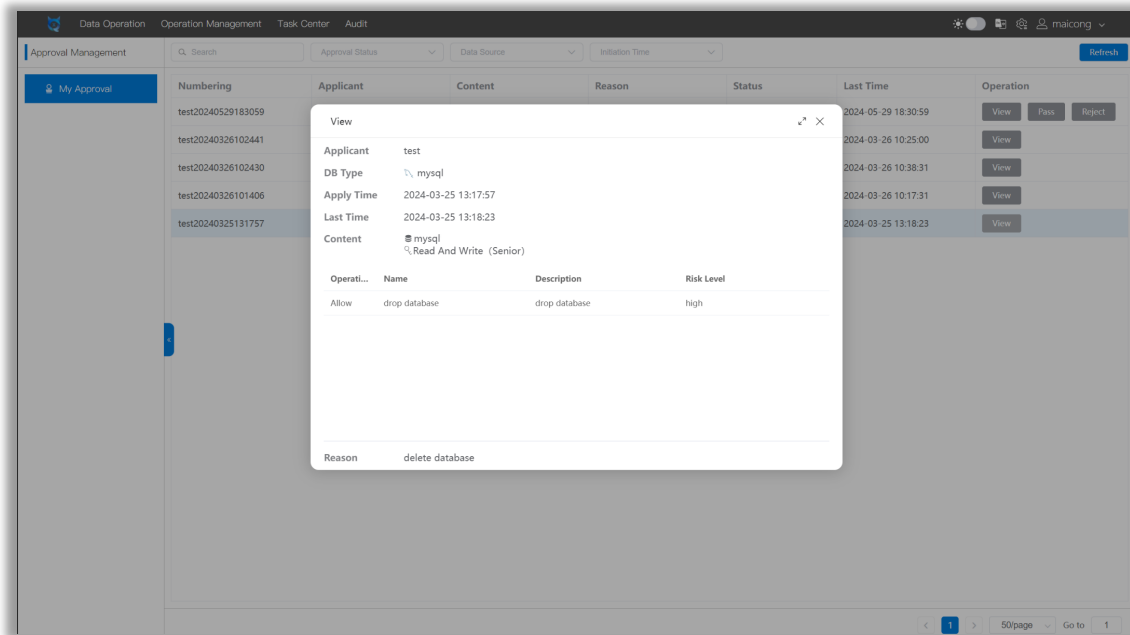 Data Operation Operation Management Task Center Audit maicong
Approval Management Search Approval Status Data Source Initiation Time Refresh
My Approval
Numbering Applicant Content Reason Status Last Time Operation
test20240529183059 2024-05-29 18:30:59 View Pass Reject
test20240326102441 2024-03-26 10:25:00 View
test20240326102430 2024-03-26 10:38:31 View
test20240326101406 2024-03-26 10:17:31 View
test20240325131757 2024-03-25 13:18:23 View
View
Applicant test
DB Type mysql
Apply Time 2024-03-25 13:17:57
Last Time 2024-03-25 13:18:23
Content mysql
Read And Write (Senior)
Operati... Name Description Risk Level
Allow drop database drop database high
Reason delete database
1 50/page Go to 1